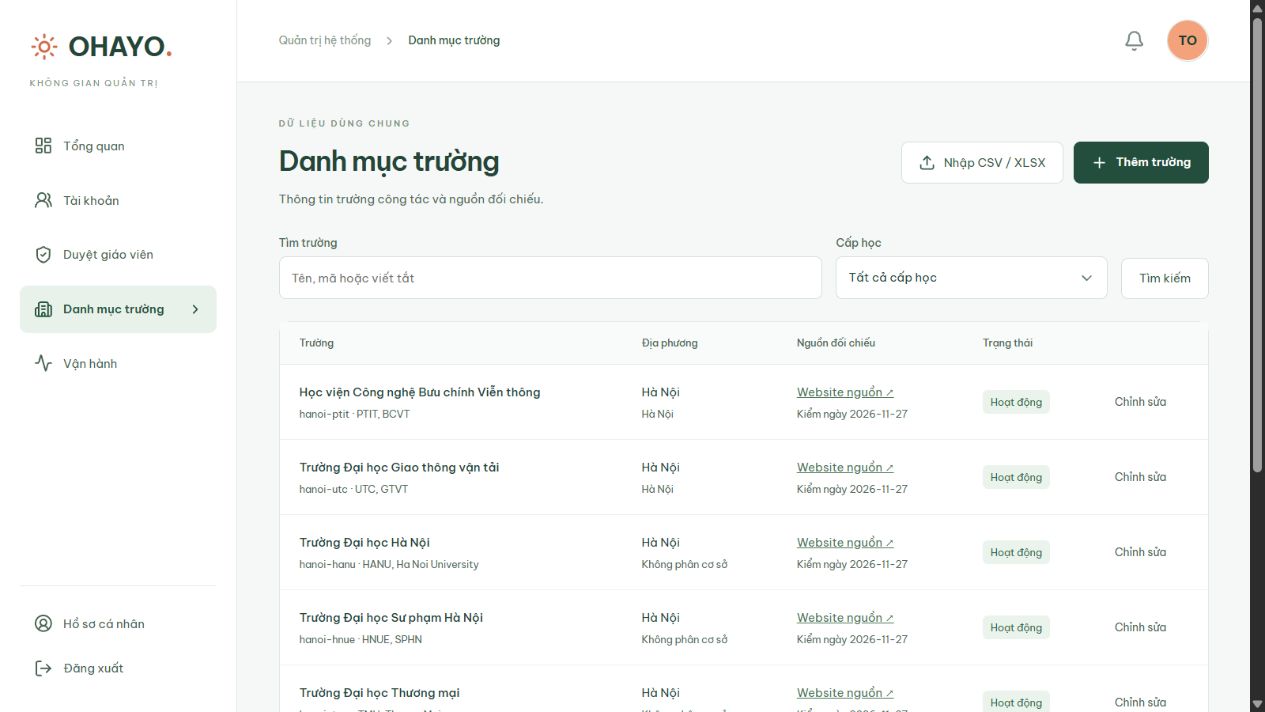 OHAYO.
KHÔNG GIAN QUẢN TRỊ
Tổng quan
Tài khoản
Duyệt giáo viên
Danh mục trường
Vận hành
Hồ sơ cá nhân
Đăng xuất
Quản trị hệ thống > Danh mục trường
TO
DỮ LIỆU DÙNG CHUNG
Danh mục trường
Thông tin trường công tác và nguồn đối chiếu.
Nhập CSV / XLSX
Thêm trường
Tìm trường
Cấp học
Tên, mã hoặc viết tắt
Tất cả cấp học
Tìm kiếm
Trường Địa phương Nguồn đối chiếu Trạng thái
Học viện Công nghệ Bưu chính Viễn thông Hà Nội Website nguồn ↗
hanoi-ptit · PTIT, BCVT Hà Nội Kiểm ngày 2026-11-27
Hoạt động Chỉnh sửa
Trường Đại học Giao thông vận tải Hà Nội Website nguồn ↗
hanoi-utc · UTC, GTVT Hà Nội Kiểm ngày 2026-11-27
Hoạt động Chỉnh sửa
Trường Đại học Hà Nội Hà Nội Website nguồn ↗
hanoi-hanu · HANU, Ha Noi University Không phân cơ sở Kiểm ngày 2026-11-27
Hoạt động Chỉnh sửa
Trường Đại học Sư phạm Hà Nội Hà Nội Website nguồn ↗
hanoi-hnue · HNUE, SPHN Không phân cơ sở Kiểm ngày 2026-11-27
Hoạt động Chỉnh sửa
Trường Đại học Thương mại Hà Nội Website nguồn ↗
Hoạt động Chỉnh sửa